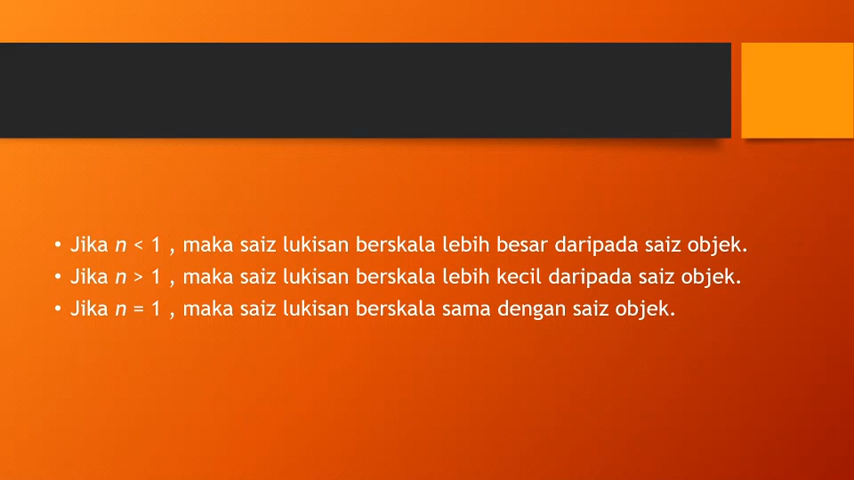 • Jika n < 1 , maka saiz lukisan berskala lebih besar daripada saiz objek.
• Jika n > 1 , maka saiz lukisan berskala lebih kecil daripada saiz objek.
• Jika n = 1 , maka saiz lukisan berskala sama dengan saiz objek.